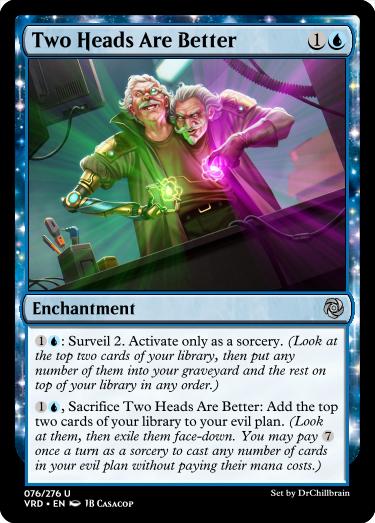 Two Heads Are Better 1
Enchantment
1 : Surveil 2. Activate only as a sorcery. (Look
at the top two cards of your library, then put any
number of them into your graveyard and the rest on
top of your library in any order.)
1 , Sacrifice Two Heads Are Better: Add the top
two cards of your library to your evil plan. (Look
at them, then exile them face-down. You may pay 7
once a turn as a sorcery to cast any number of cards
in your evil plan without paying their mana costs.)
076/276 U
VRD • EN JB Casacop
Set by DrChillbrain